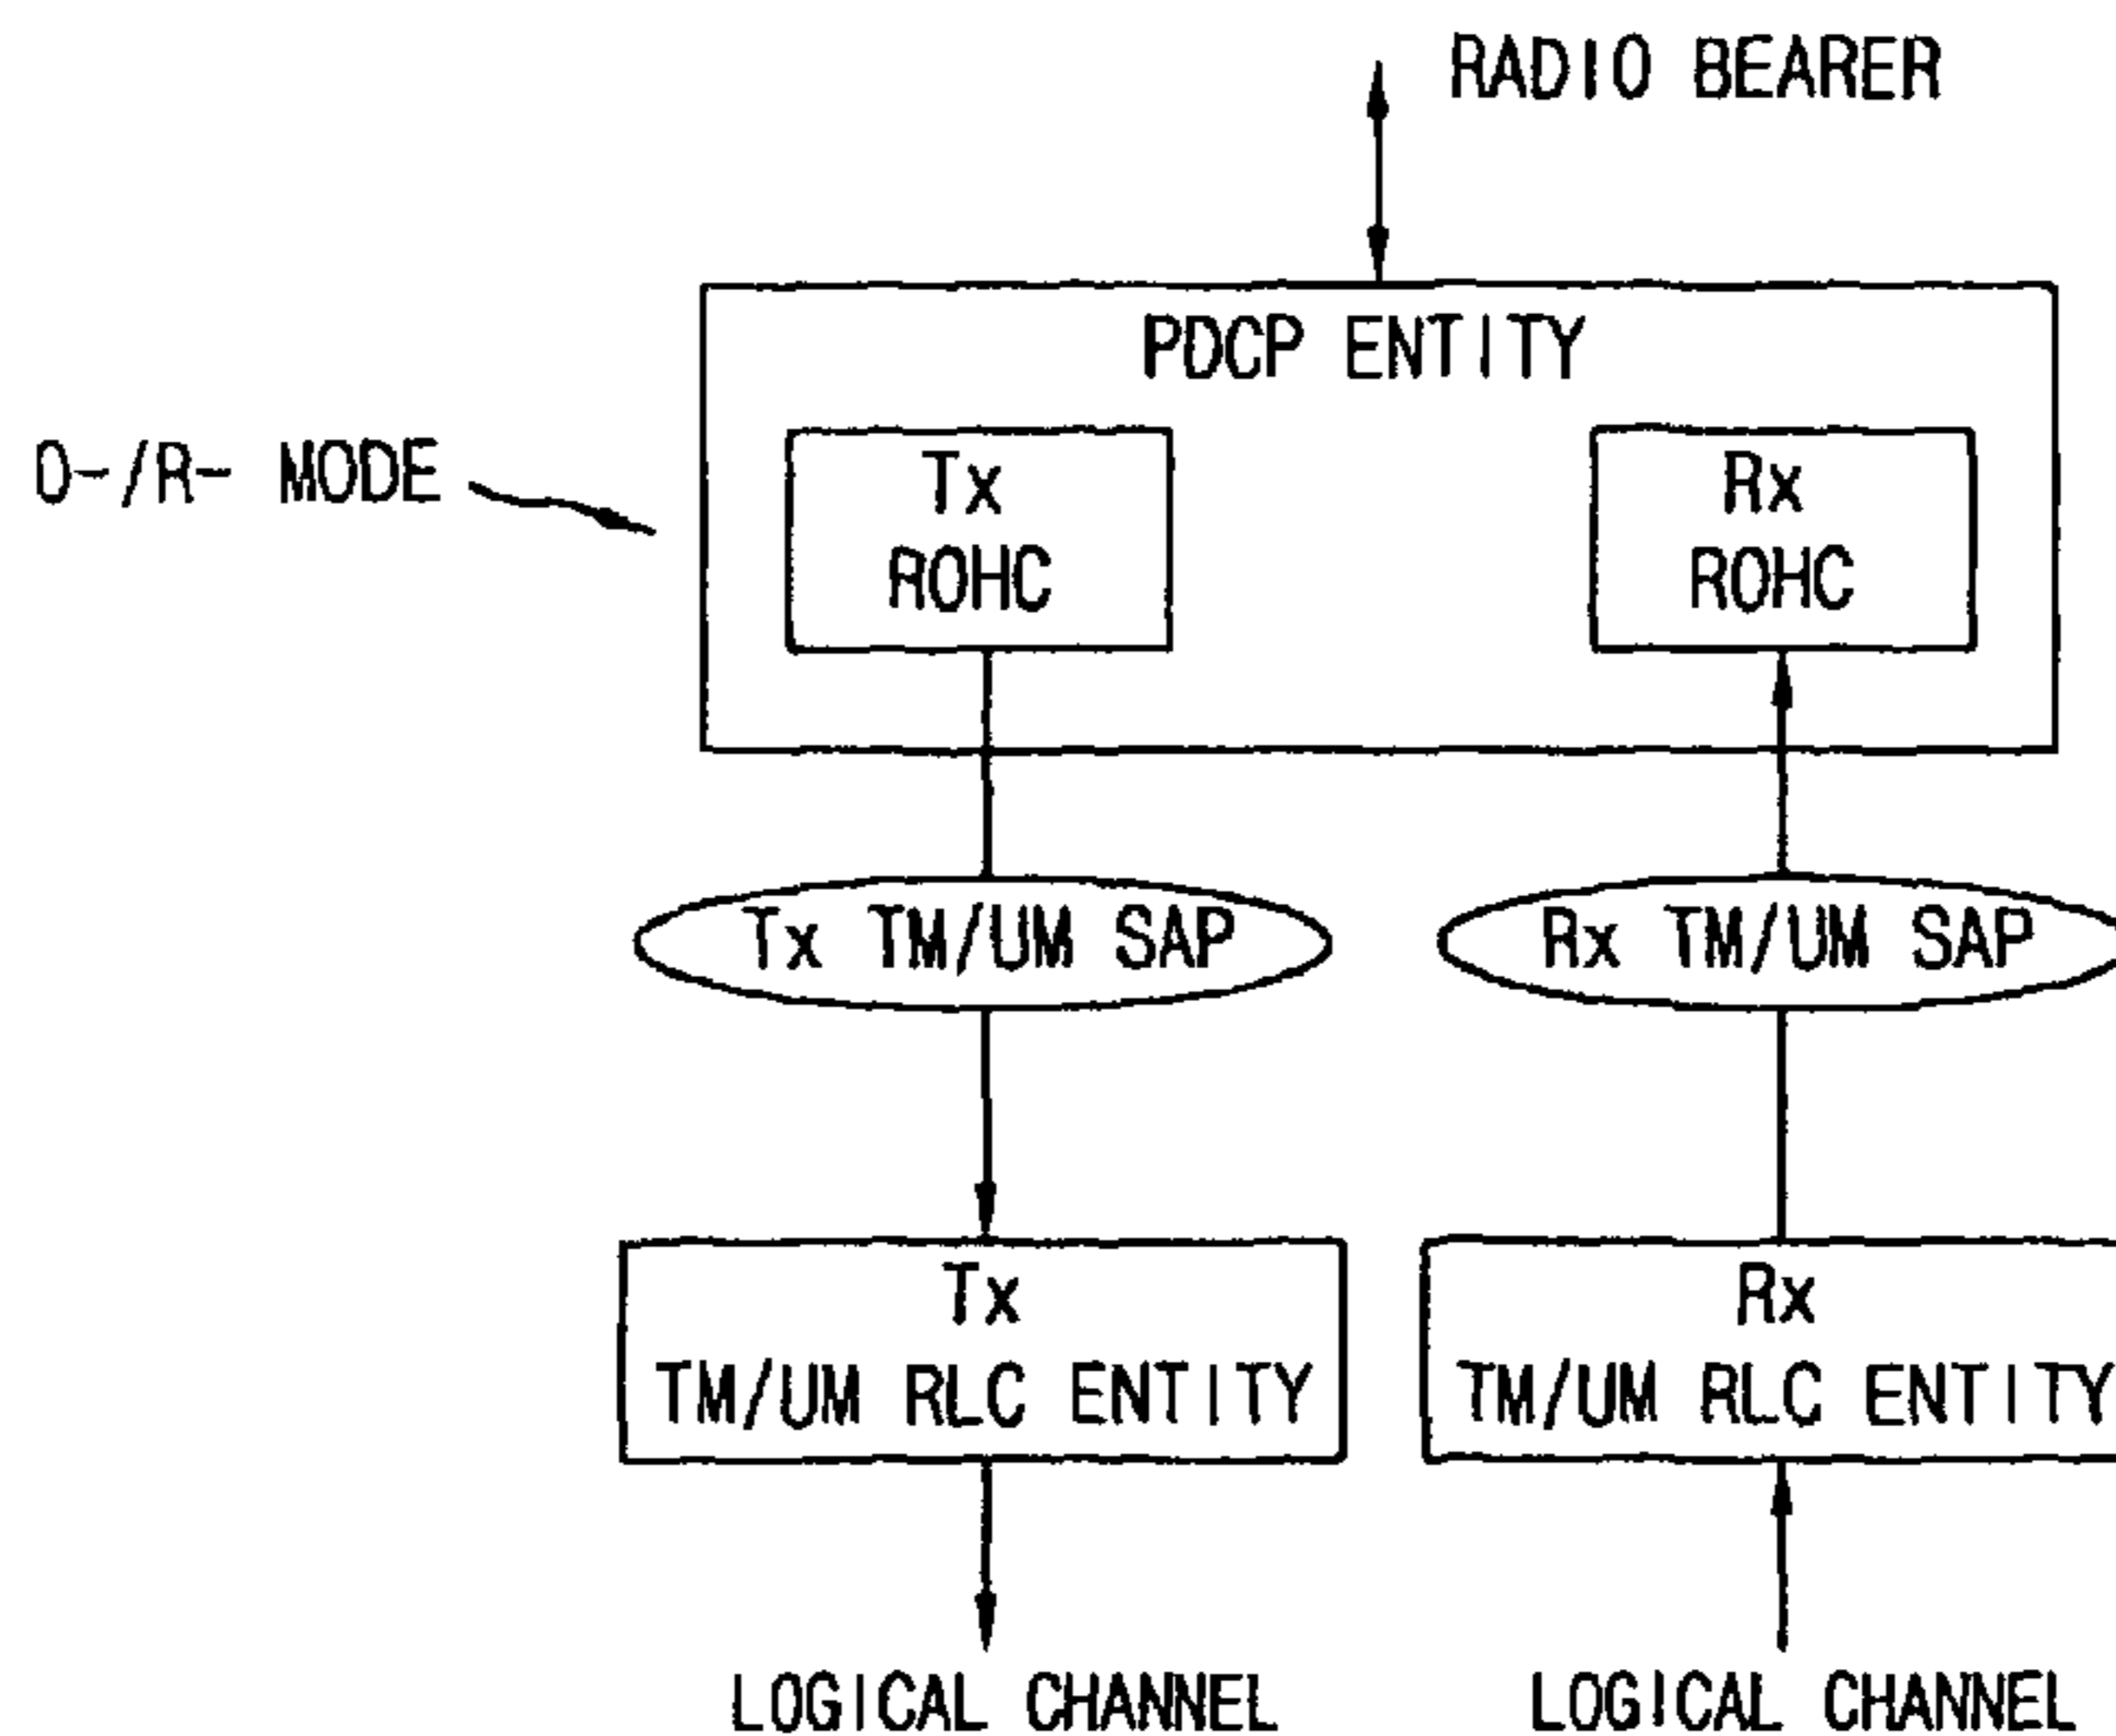 RADIO BEARER
PDCP ENTITY
O-/R- MODE
Tx
ROHC
Rx
ROHC
Tx TM/UM SAP
Rx TM/UM SAP
Tx
TM/UM RLC ENTITY
Rx
TM/UM RLC ENTITY
LOGICAL CHANNEL
LOGICAL CHANNEL